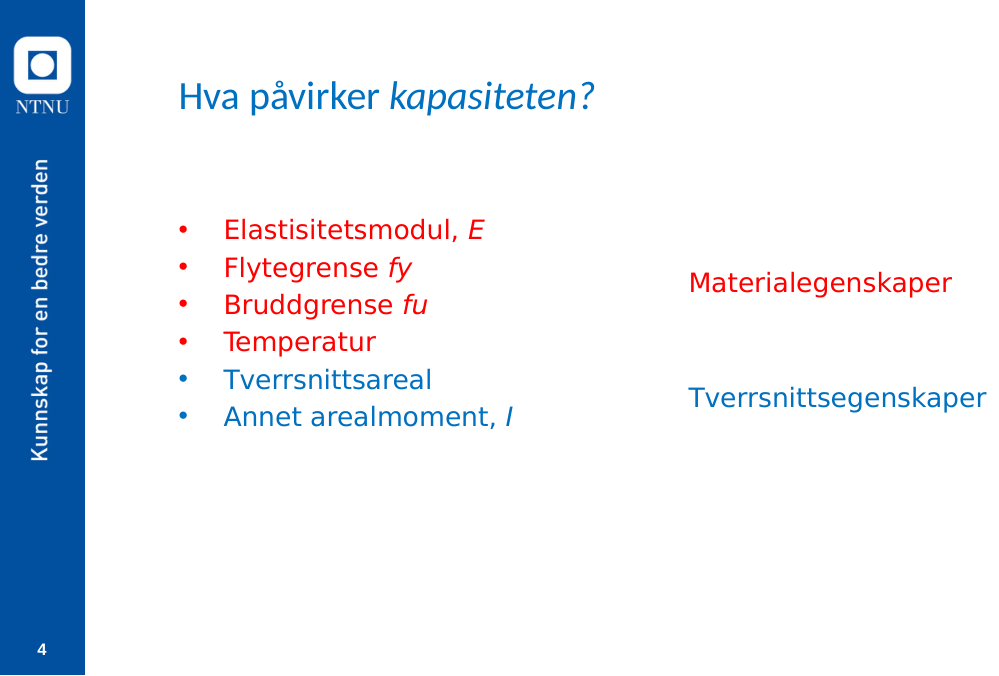 NTNU
Kunnskap for en bedre verden
Hva påvirker kapasiteten?
• Elastisitetsmodul, E
• Flytegrense fy
• Bruddgrense fu
• Temperatur
• Tverrsnittsareal
• Annet arealmoment, I
Materialegenskaper
Tverrsnittsegenskaper
4